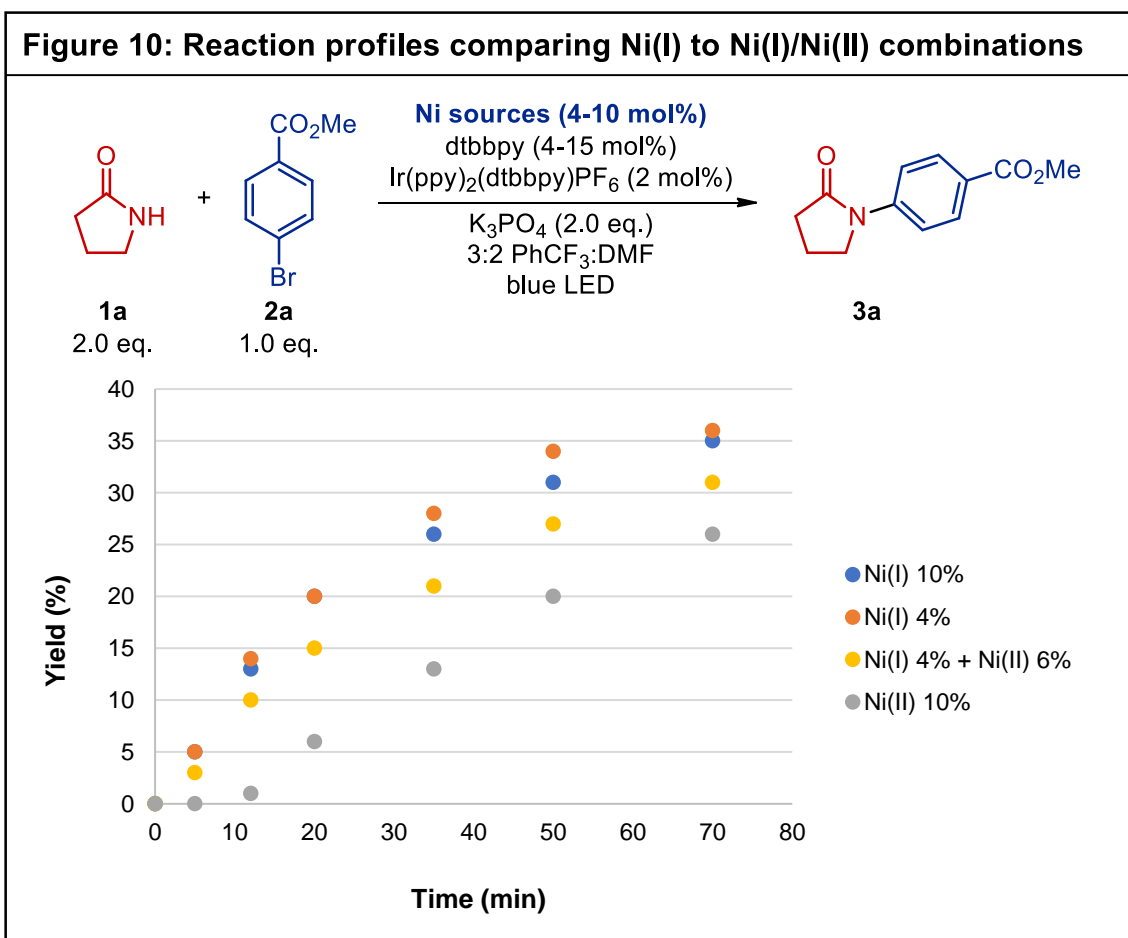 Figure 10: Reaction profiles comparing Ni(I) to Ni(I)/Ni(II) combinations
O
NH
1a
2.0 eq.
+
CO₂Me
Br
2a
1.0 eq.
Ni sources (4-10 mol%)
dtbbpy (4-15 mol%)
Ir(ppy)₂(dtbbpy)PF₆ (2 mol%)
K₃PO₄ (2.0 eq.)
3:2 PhCF₃:DMF
blue LED
O
N
CO₂Me
3a
Yield (%)
40
35
30
25
20
15
10
5
0
0 10 20 30 40 50 60 70 80
Time (min)
Ni(I) 10%
Ni(I) 4%
Ni(I) 4% + Ni(II) 6%
Ni(II) 10%